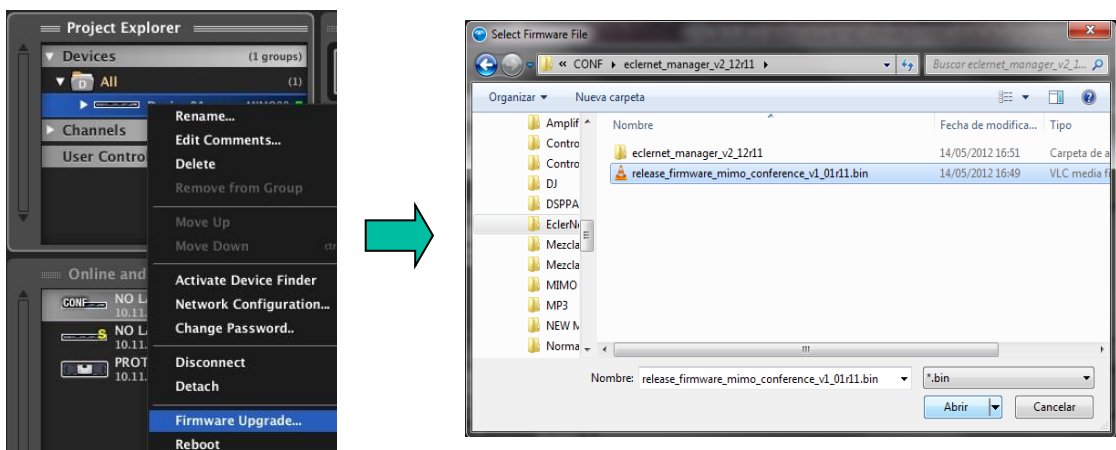 Project Explorer
Devices (1 groups)
All (1)
Channels
User Contro
Rename...
Edit Comments...
Delete
Remove from Group
Move Up
Move Down
Activate Device Finder
Network Configuration...
Change Password..
Disconnect
Detach
Firmware Upgrade...
Reboot
Online and
CONF NO L
10.11.
S NO L
10.11.
PROT
10.11.
Select Firmware File
« CONF ▸ eclernet_manager_v2_12r11 ▸
Buscar eclernet_manager_v2_1...
Organizar Nueva carpeta
Amplif
Contro
Contro
DJ
DSPPA
EclerN
Mezcla
Mezcla
MIMO
MP3
NEW M
Norma
Nombre Fecha de modifica... Tipo
eclernet_manager_v2_12r11 14/05/2012 16:51 Carpeta de a
release_firmware_mimo_conference_v1_01r11.bin 14/05/2012 16:49 VLC media fi
Nombre: release_firmware_mimo_conference_v1_01r11.bin *.bin
Abrir Cancelar